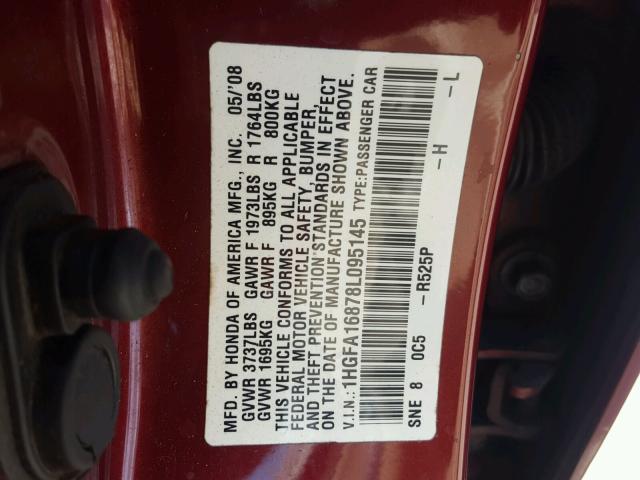 MFD. BY HONDA OF AMERICA MFG., INC. 05/'08
GVWR 3737LBS GAWR F 1973LBS R 1764LBS
GVWR 1695KG GAWR F 895KG R 800KG
THIS VEHICLE CONFORMS TO ALL APPLICABLE
FEDERAL MOTOR VEHICLE SAFETY, BUMPER,
AND THEFT PREVENTION STANDARDS IN EFFECT
ON THE DATE OF MANUFACTURE SHOWN ABOVE.
V.I.N.: 1HGFA16878L095145 TYPE:PASSENGER CAR
SNE 8 0C5 –R525P –H –L